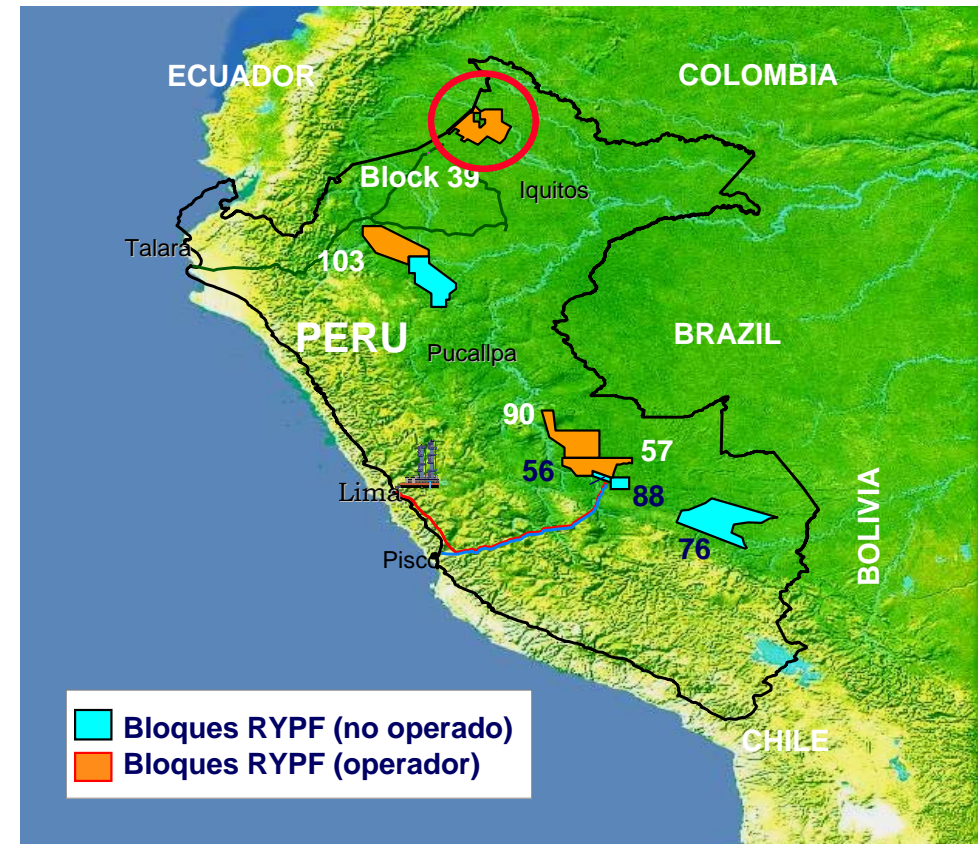 ECUADOR
COLOMBIA
Block 39
Iquitos
Talara
103
PERU
BRAZIL
Pucallpa
90
57
56
88
Lima
76
BOLIVIA
Pisco
CHILE
Bloques RYPF (no operado)
Bloques RYPF (operador)